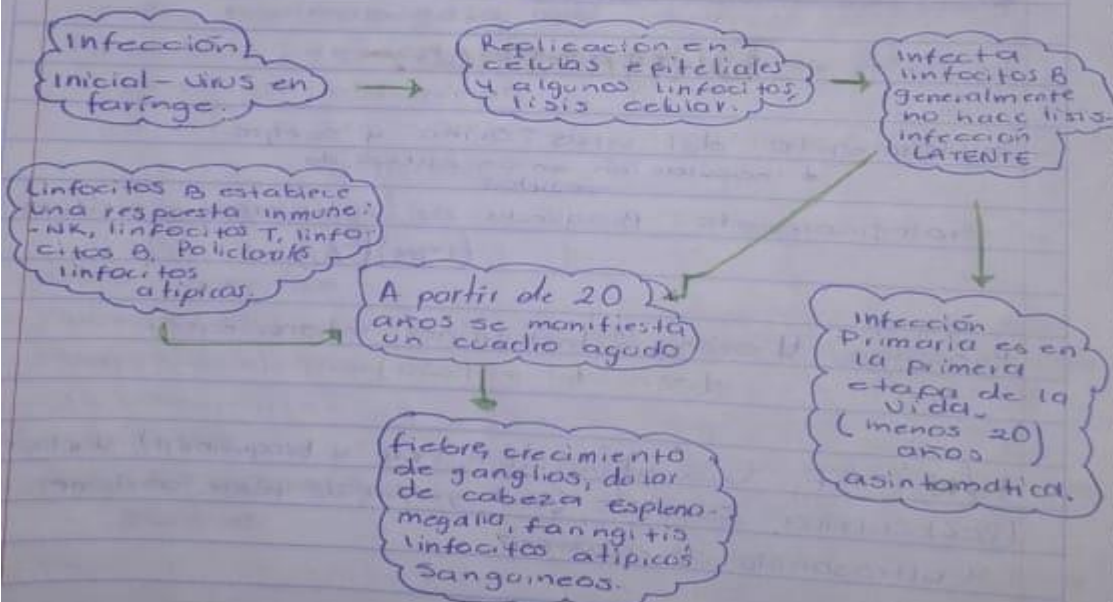 Infección
Inicial - virus en
faringe.
Replicación en
células epiteliales
y algunos linfocitos,
lisis celular.
Infecta
linfocitos B
generalmente
no hace lisis-
infección
LATENTE
Linfocitos B establece
una respuesta inmune:
- NK, linfocitos T, linfo
citos B, Policlonales
linfocitos
atípicos.
A partir de 20
años se manifiesta
un cuadro agudo
infección
Primaria es en
la primera
etapa de la
vida-
(menos 20)
años
asintomática.
fiebre, crecimiento
de ganglios, dolor
de cabeza espleno-
megalia, faringitis
linfocitos atípicos
Sanguineos.